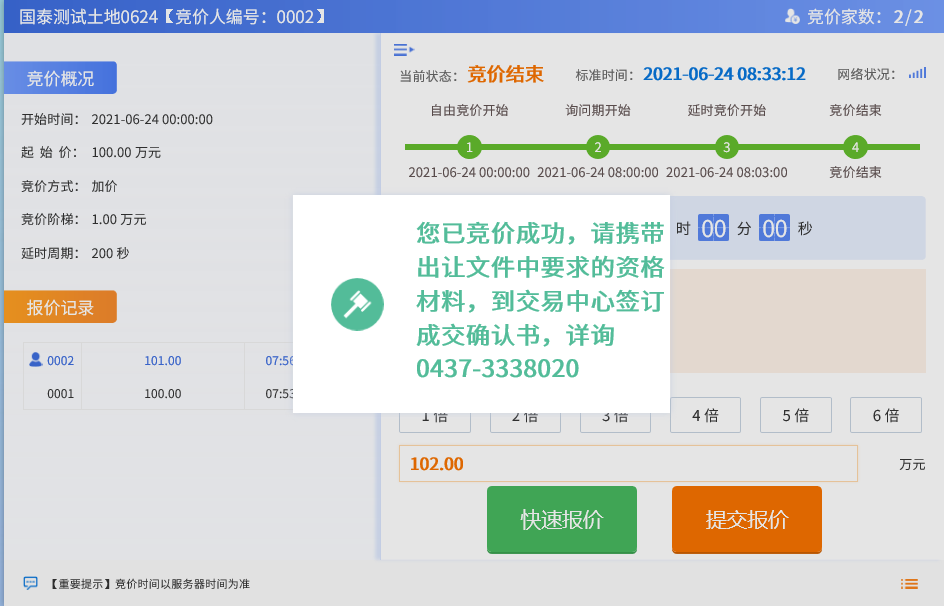 国泰测试土地0624【竞价人编号：0002】
竞价家数：2/2
竞价概况
开始时间： 2021-06-24 00:00:00
起 始 价： 100.00 万元
竞价方式： 加价
竞价阶梯： 1.00 万元
延时周期： 200 秒
报价记录
0002 101.00 07:5
0001 100.00 07:53
当前状态：竞价结束 标准时间：2021-06-24 08:33:12 网络状况：
自由竞价开始 询问期开始 延时竞价开始 竞价结束
1 2 3 4
2021-06-24 00:00:00 2021-06-24 08:00:00 2021-06-24 08:03:00 竞价结束
时 00 分 00 秒
您已竞价成功，请携带
出让文件中要求的资格
材料，到交易中心签订
成交确认书，详询
0437-3338020
1 倍 2 倍 3 倍 4 倍 5 倍 6 倍
102.00 万元
快速报价 提交报价
【重要提示】竞价时间以服务器时间为准